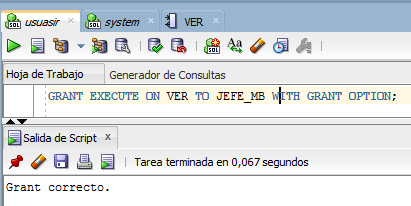 usuasir system VER
Hoja de Trabajo Generador de Consultas
GRANT EXECUTE ON VER TO JEFE_MB WITH GRANT OPTION;
Salida de Script x
Tarea terminada en 0,067 segundos
Grant correcto.